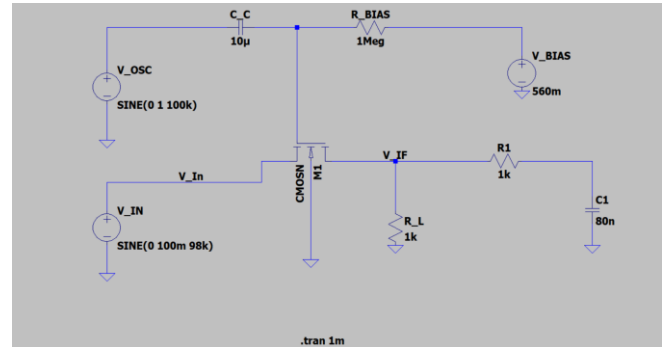 C_C
10µ
R_BIAS
1Meg
V_OSC
SINE(0 1 100k)
V_BIAS
560m
CMOSN
M1
V_In
V_IF
R1
1k
C1
80n
V_IN
SINE(0 100m 98k)
R_L
1k
.tran 1m